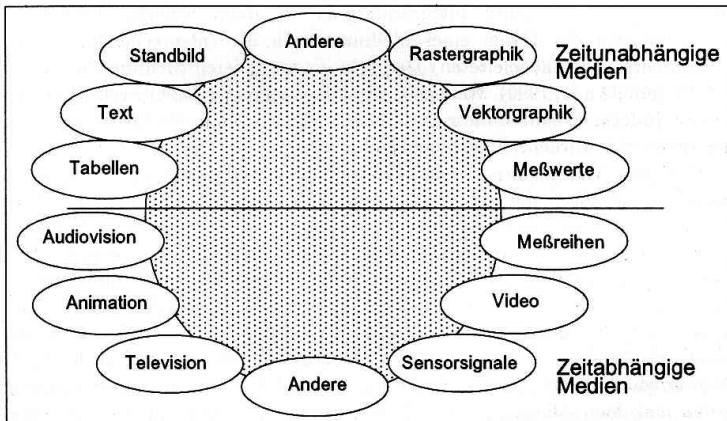 Andere
Standbild
Rastergraphik
Zeitunabhängige
Medien
Text
Vektorgraphik
Tabellen
Meßwerte
Audiovision
Meßreihen
Animation
Video
Television
Sensorsignale
Andere
Zeitabhängige
Medien